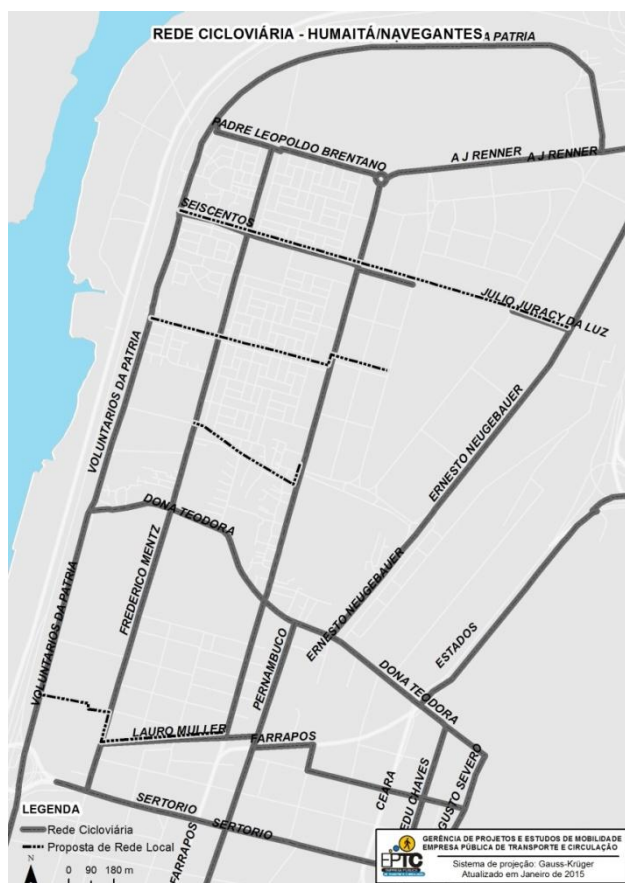 REDE CICLOVIÁRIA - HUMAITÁ/NAVEGANTES
A PATRIA
PADRE LEOPOLDO BRENTANO
A J RENNER
A J RENNER
SEISCENTOS
JULIO JURACY DA LUZ
VOLUNTARIOS DA PATRIA
ERNESTO NEUGEBAUER
DONA TEODORA
FREDERICO MENTZ
ERNESTO NEUGEBAUER
VOLUNTARIOS DA PATRIA
PERNAMBUCO
ESTADOS
DONA TEODORA
LAURO MULLER
FARRAPOS
CEARA
EDU CHAVES
GUSTO SEVERO
SERTORIO
SERTORIO
FARRAPOS
LEGENDA
Rede Cicloviária
Proposta de Rede Local
N
0 90 180 m
EPTC
GERÊNCIA DE PROJETOS E ESTUDOS DE MOBILIDADE
EMPRESA PÚBLICA DE TRANSPORTE E CIRCULAÇÃO
Sistema de projeção: Gauss-Krüger
Atualizado em Janeiro de 2015